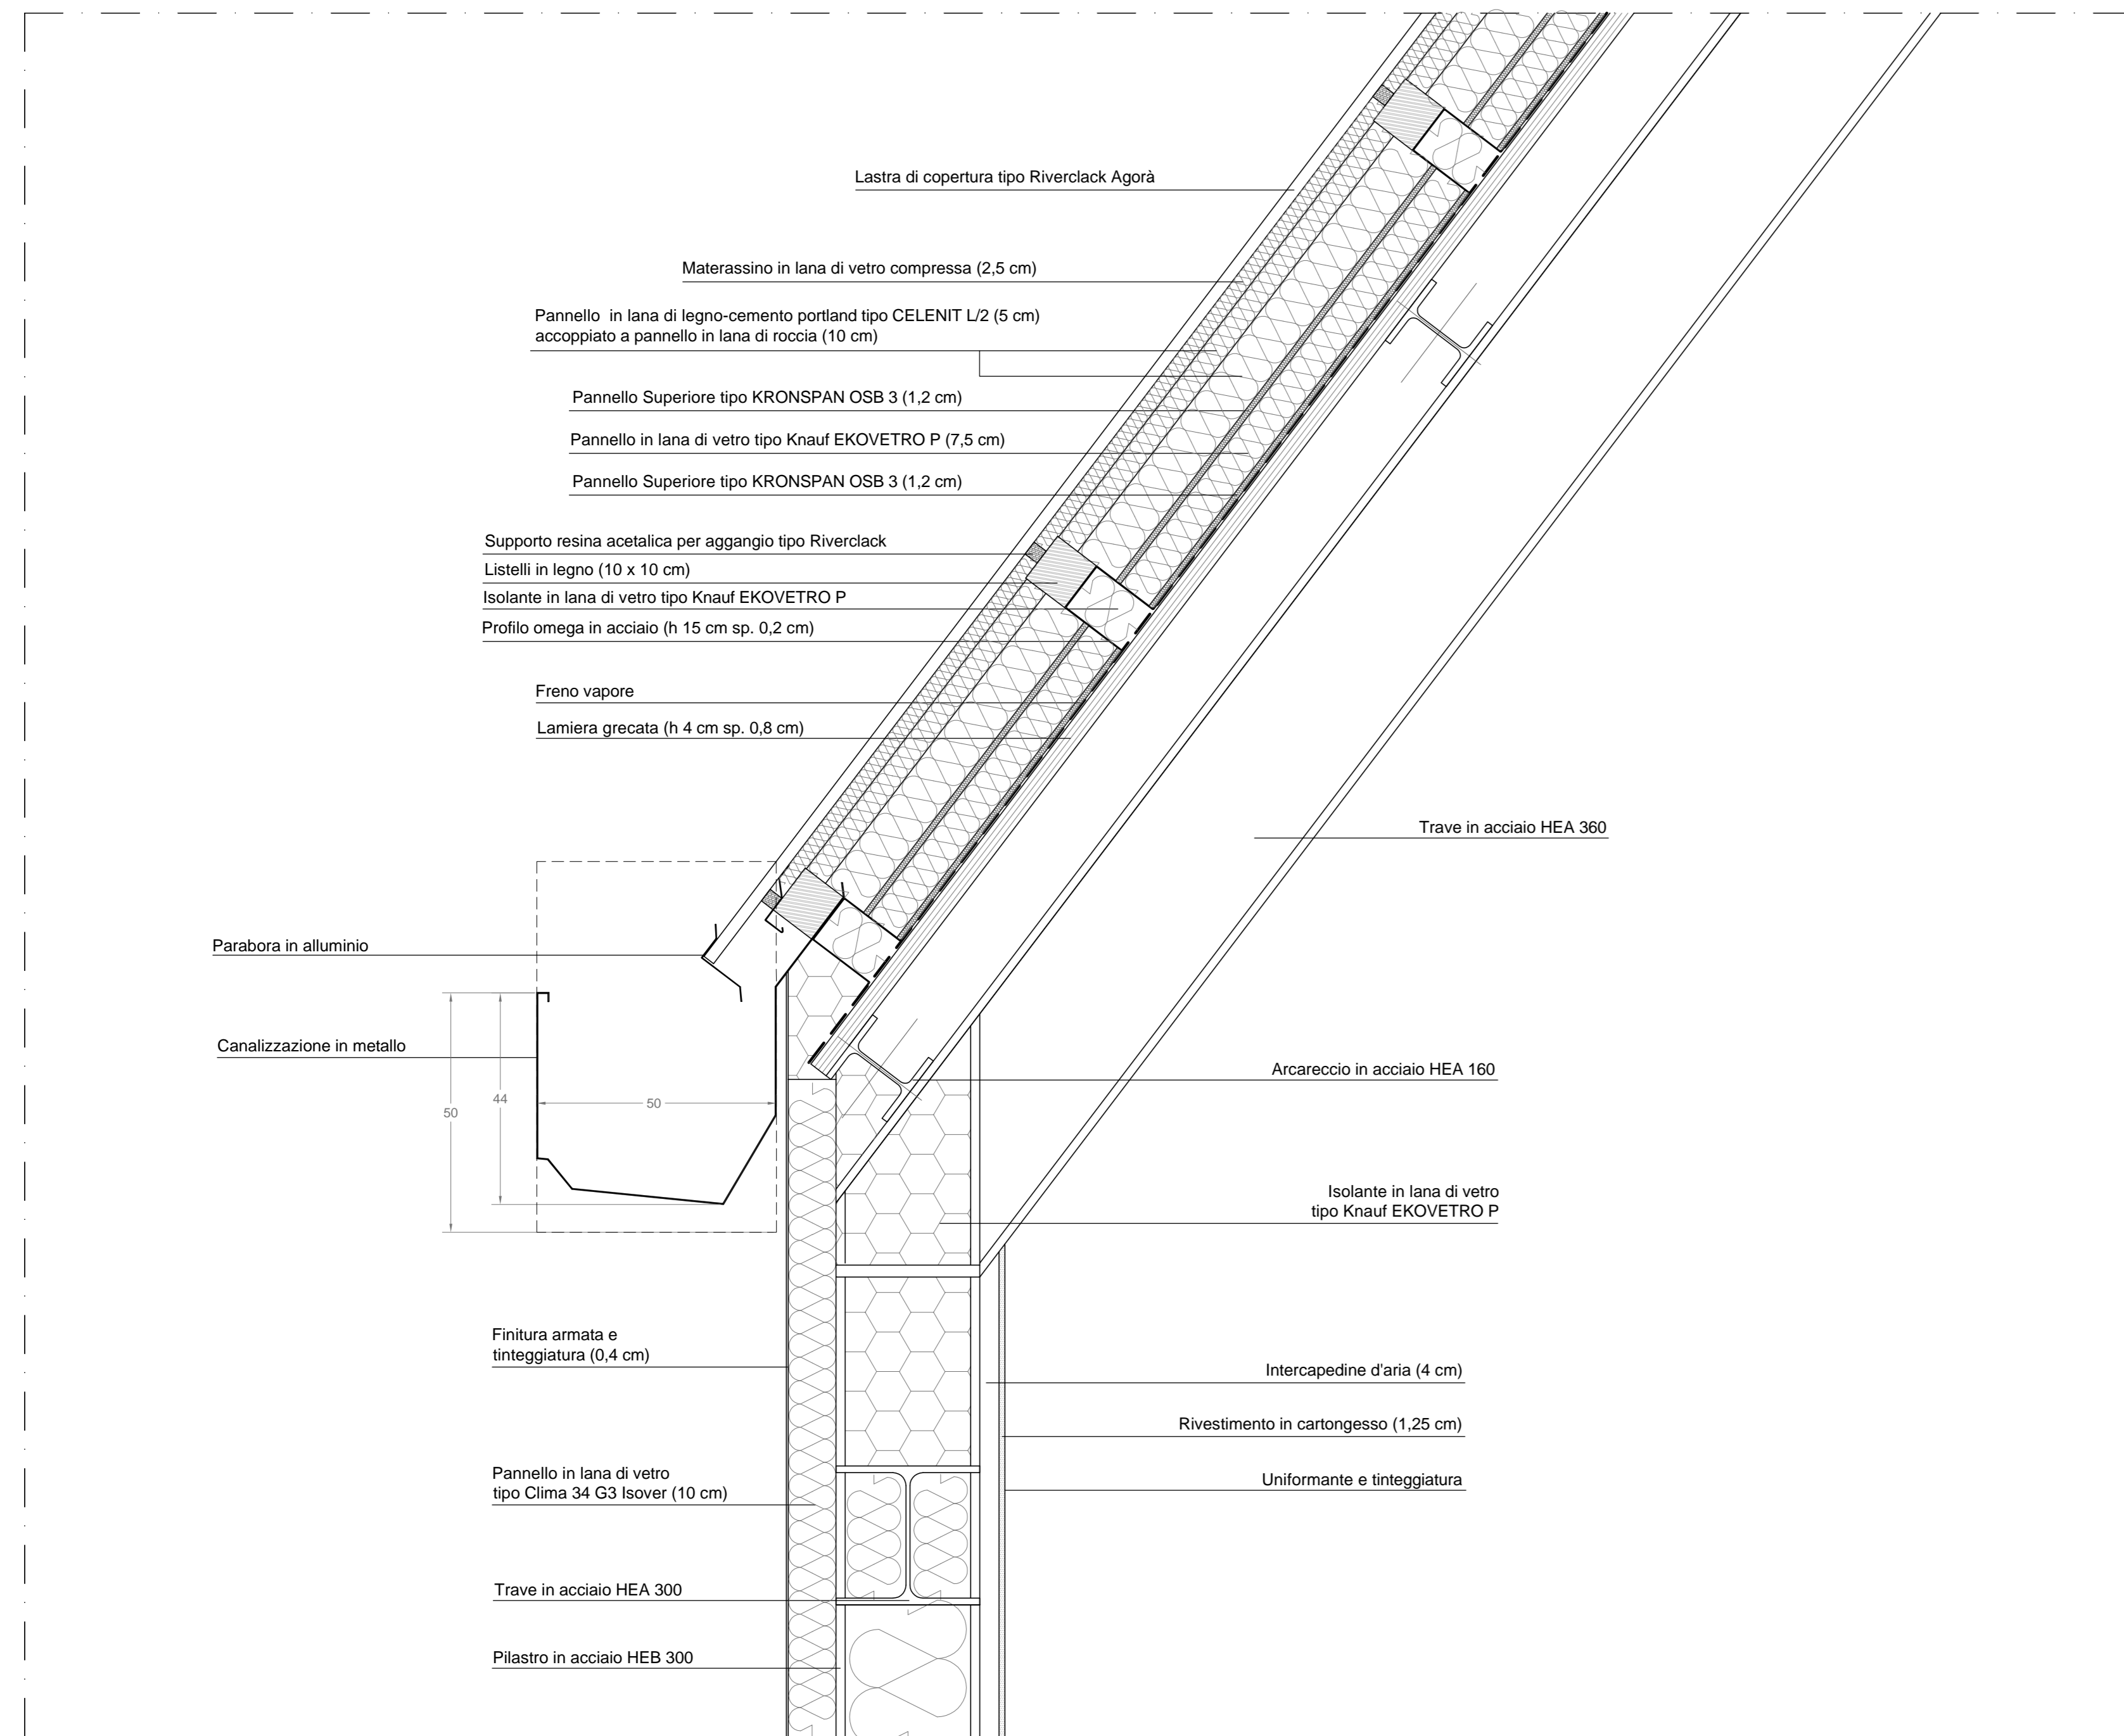 Lastra di copertura tipo Riverclack Agorà
Materassino in lana di vetro compressa (2,5 cm)
Pannello in lana di legno-cemento portland tipo CELENIT L/2 (5 cm)
accoppiato a pannello in lana di roccia (10 cm)
Pannello Superiore tipo KRONSPAN OSB 3 (1,2 cm)
Pannello in lana di vetro tipo Knauf EKOVETRO P (7,5 cm)
Pannello Superiore tipo KRONSPAN OSB 3 (1,2 cm)
Supporto resina acetalica per aggangio tipo Riverclack
Listelli in legno (10 x 10 cm)
Isolante in lana di vetro tipo Knauf EKOVETRO P
Profilo omega in acciaio (h 15 cm sp. 0,2 cm)
Freno vapore
Lamiera grecata (h 4 cm sp. 0,8 cm)
Trave in acciaio HEA 360
Parabora in alluminio
Canalizzazione in metallo
50
44
50
Arcareccio in acciaio HEA 160
Isolante in lana di vetro
tipo Knauf EKOVETRO P
Finitura armata e
tinteggiatura (0,4 cm)
Intercapedine d'aria (4 cm)
Rivestimento in cartongesso (1,25 cm)
Uniformante e tinteggiatura
Pannello in lana di vetro
tipo Clima 34 G3 Isover (10 cm)
Trave in acciaio HEA 300
Pilastro in acciaio HEB 300